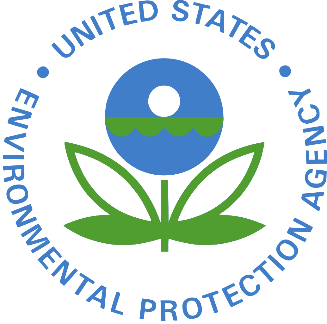 UNITED STATES
ENVIRONMENTAL PROTECTION AGENCY